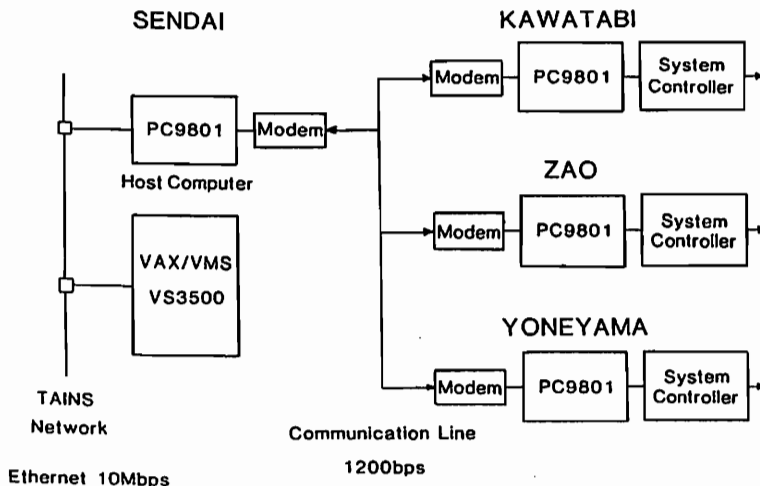 SENDAI
KAWATABI
Modem
PC9801
System
Controller
PC9801
Modem
Host Computer
ZAO
Modem
PC9801
System
Controller
VAX/VMS
VS3500
YONEYAMA
Modem
PC9801
System
Controller
TAINS
Network
Communication Line
1200bps
Ethernet 10Mbps